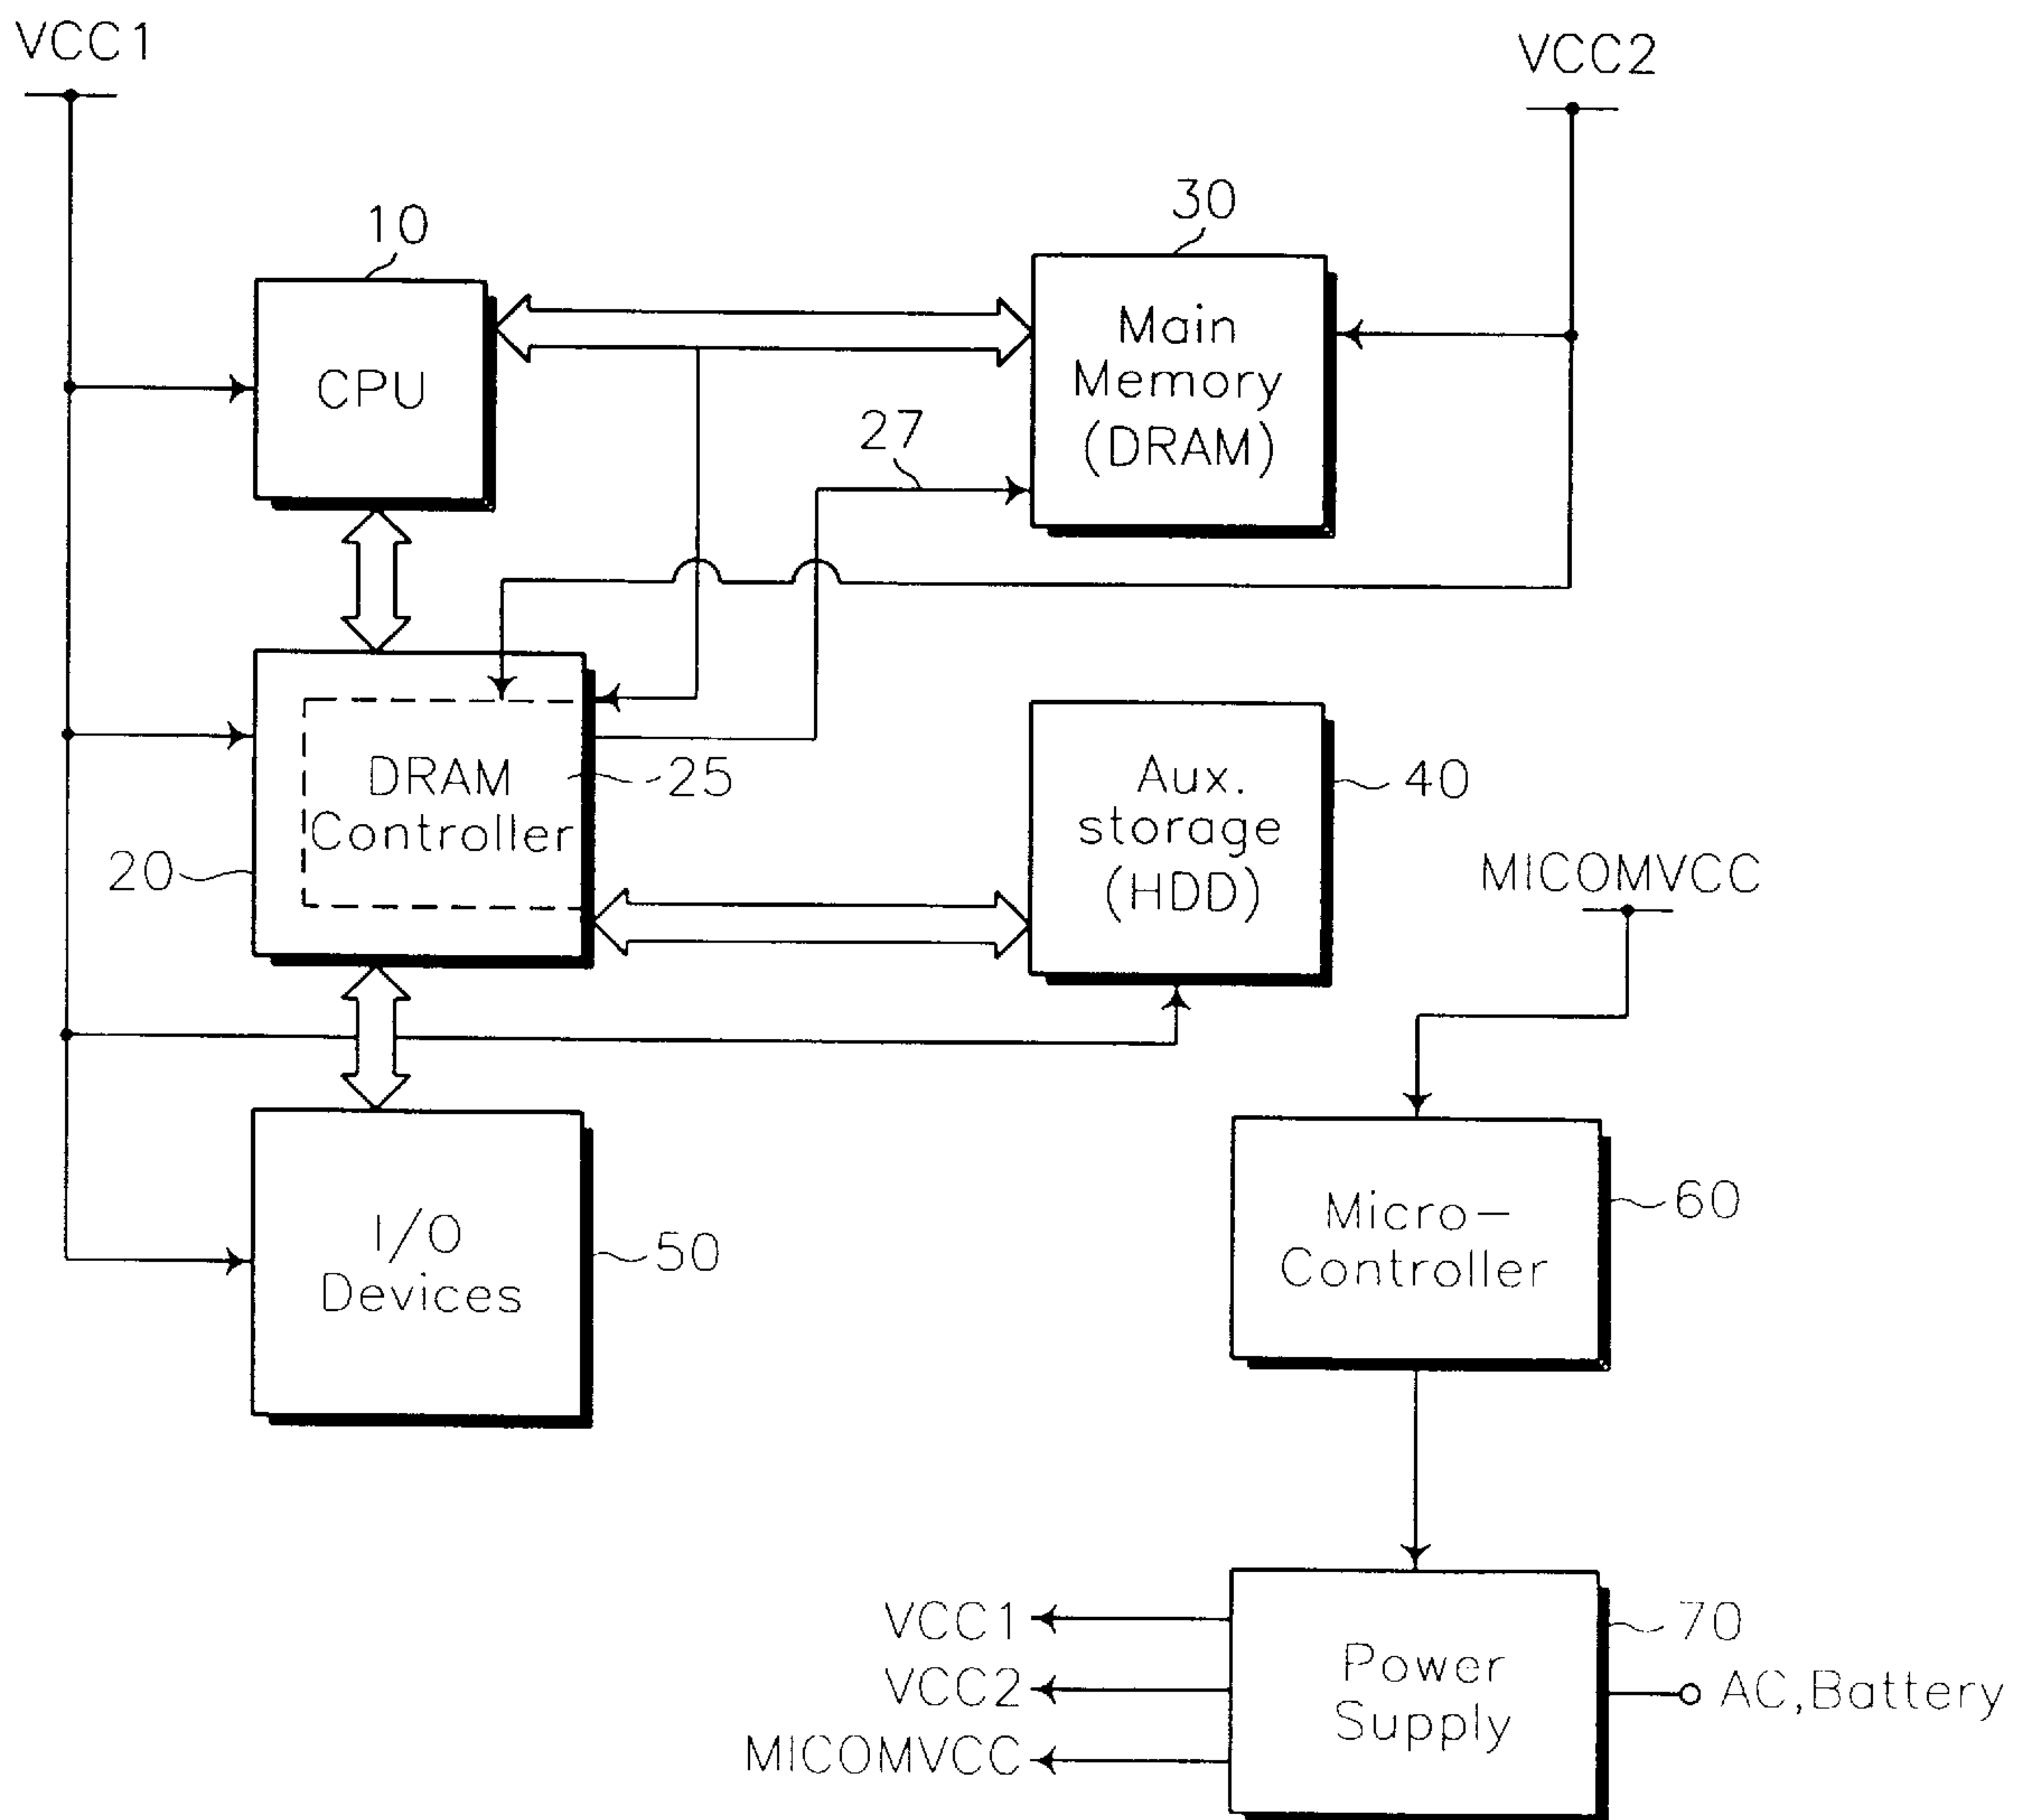 VCC1
VCC2
10
30
CPU
Main
Memory
(DRAM)
27
DRAM
Controller
25
20
Aux.
storage
(HDD)
40
MICOMVCC
I/O
Devices
50
Micro-
Controller
60
VCC1
VCC2
MICOMVCC
Power
Supply
70
AC,Battery